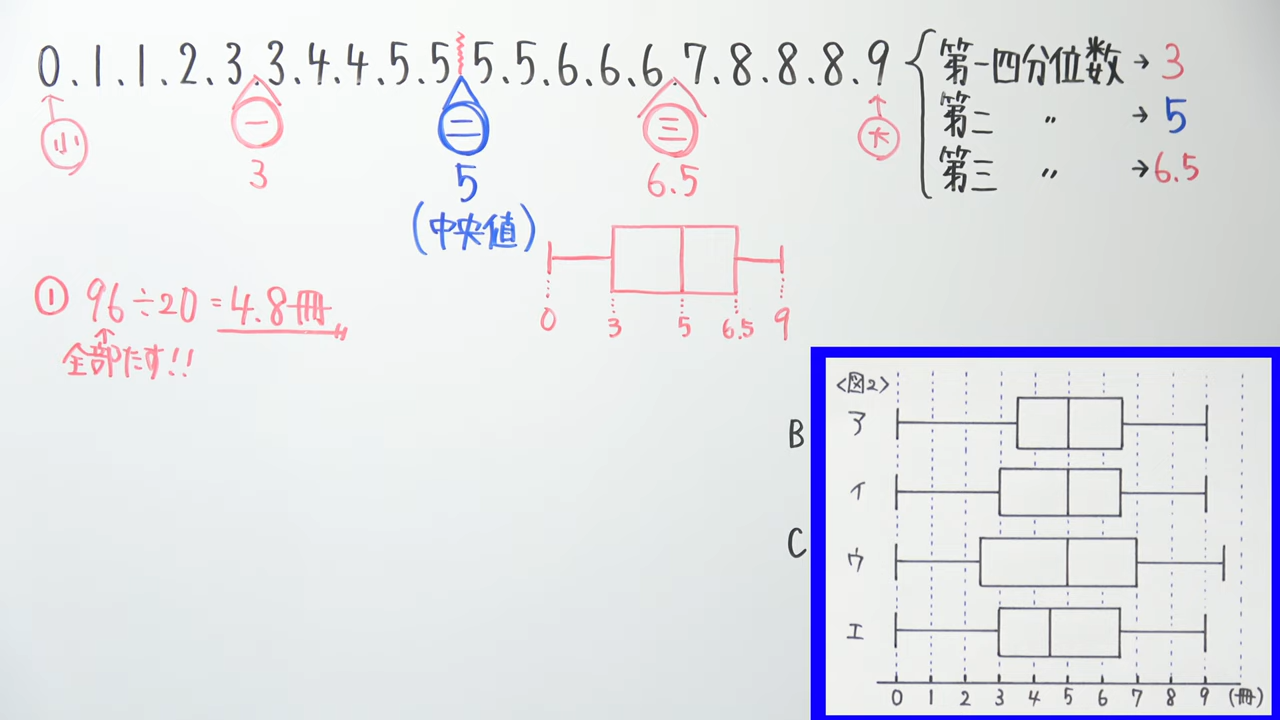 0.1.1.2.3.3.4.4.5.5.5.5.6.6.6.7.8.8.8.9
第一四分位数→3
第二 〃 →5
第三 〃 →6.5
小
一
二
三
大
3
5
6.5
(中央値)
0 3 5 6.5 9
① 96÷20=4.8冊
全部たす!!
B
C
<図2>
ア
イ
ウ
エ
0 1 2 3 4 5 6 7 8 9 (冊)